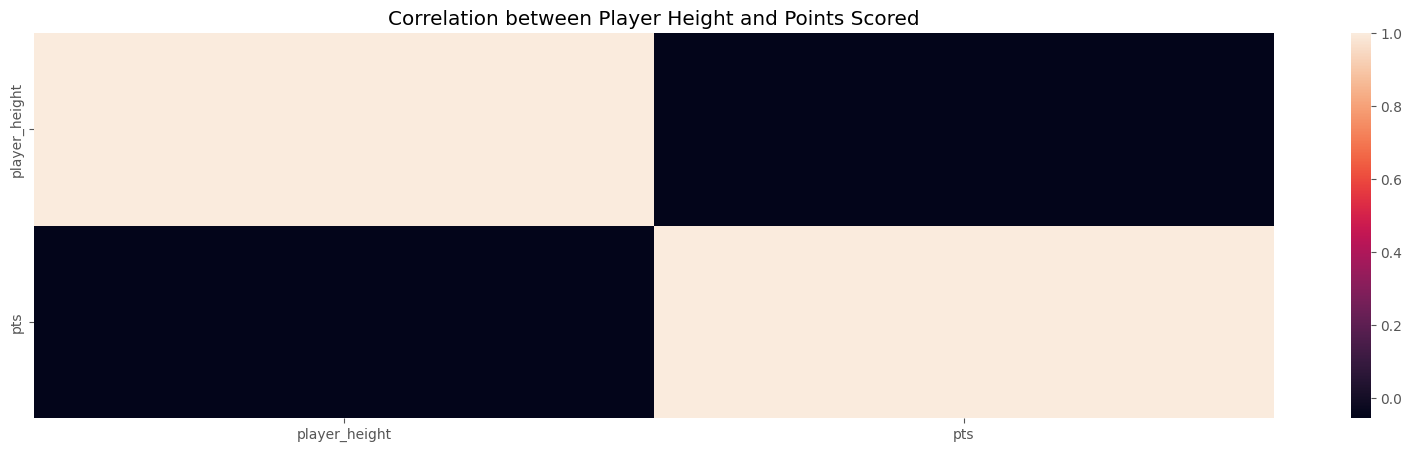 Correlation between Player Height and Points Scored
player_height
pts
player_height
pts
1.0
0.8
0.6
0.4
0.2
0.0